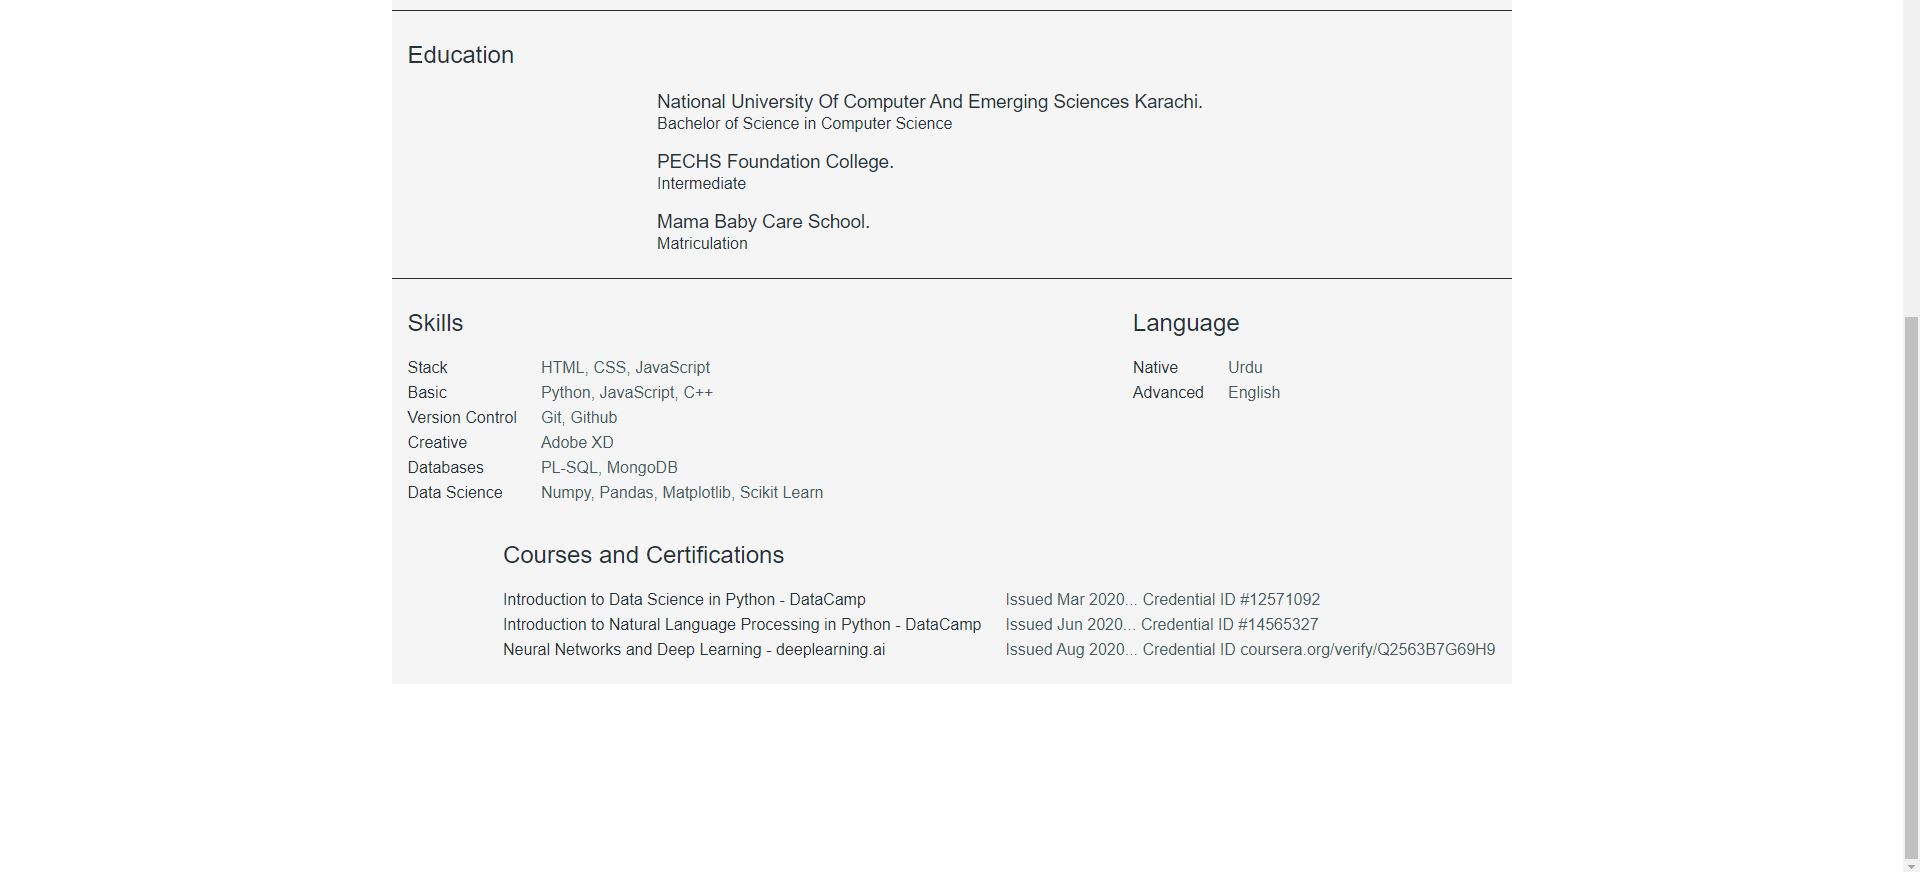 Education
National University Of Computer And Emerging Sciences Karachi.
Bachelor of Science in Computer Science
PECHS Foundation College.
Intermediate
Mama Baby Care School.
Matriculation
Skills
Stack HTML, CSS, JavaScript
Basic Python, JavaScript, C++
Version Control Git, Github
Creative Adobe XD
Databases PL-SQL, MongoDB
Data Science Numpy, Pandas, Matplotlib, Scikit Learn
Language
Native Urdu
Advanced English
Courses and Certifications
Introduction to Data Science in Python - DataCamp Issued Mar 2020... Credential ID #12571092
Introduction to Natural Language Processing in Python - DataCamp Issued Jun 2020... Credential ID #14565327
Neural Networks and Deep Learning - deeplearning.ai Issued Aug 2020... Credential ID coursera.org/verify/Q2563B7G69H9